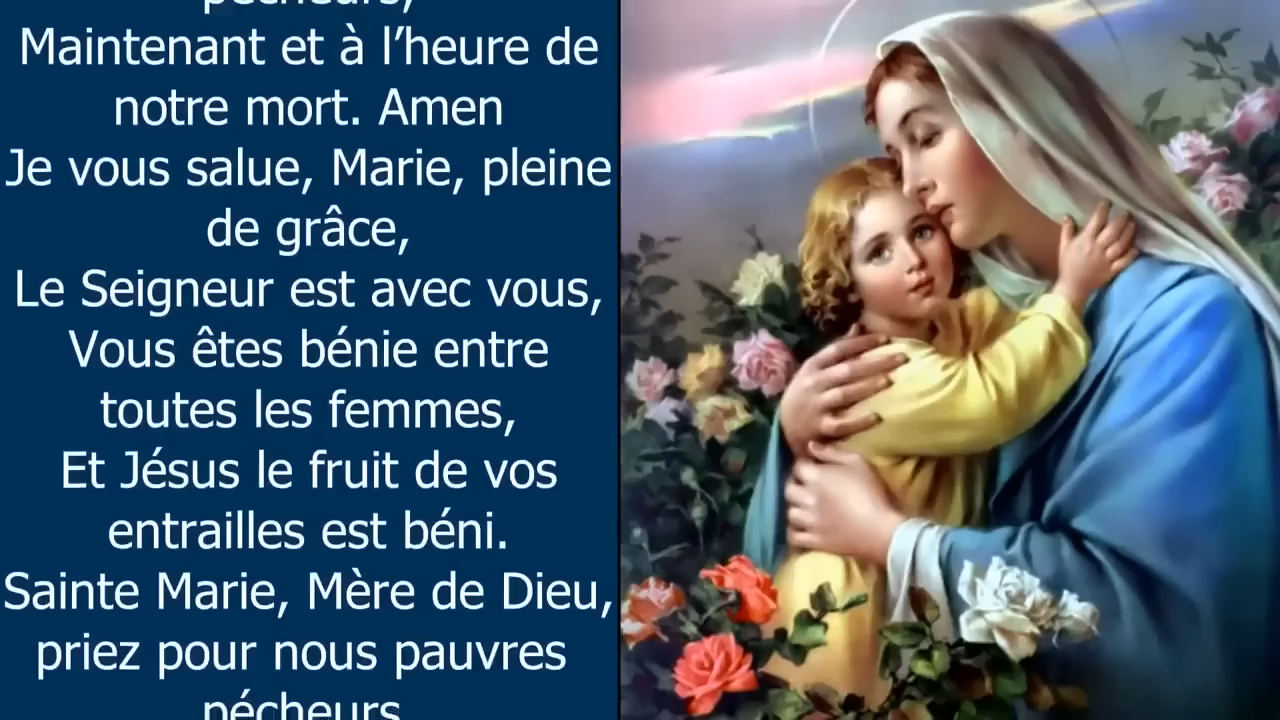 pécheurs,
Maintenant et à l’heure de
notre mort. Amen
Je vous salue, Marie, pleine
de grâce,
Le Seigneur est avec vous,
Vous êtes bénie entre
toutes les femmes,
Et Jésus le fruit de vos
entrailles est béni.
Sainte Marie, Mère de Dieu,
priez pour nous pauvres
pécheurs